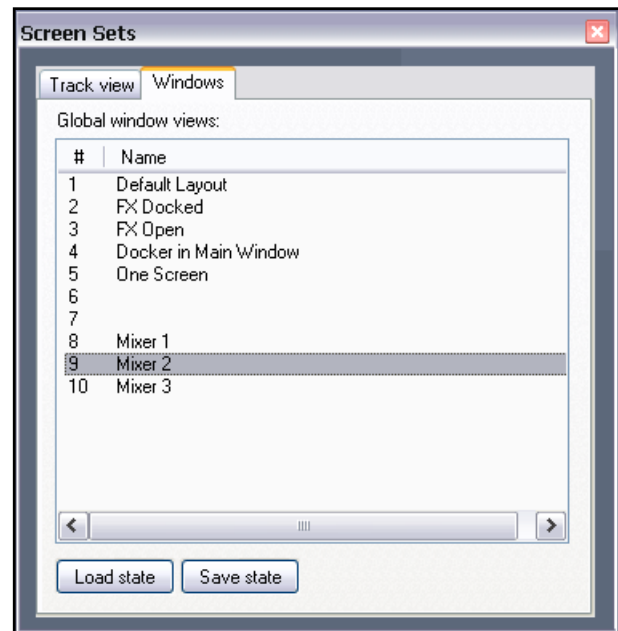 Screen Sets
Track view Windows
Global window views:
# Name
1 Default Layout
2 FX Docked
3 FX Open
4 Docker in Main Window
5 One Screen
6
7
8 Mixer 1
9 Mixer 2
10 Mixer 3
Load state Save state